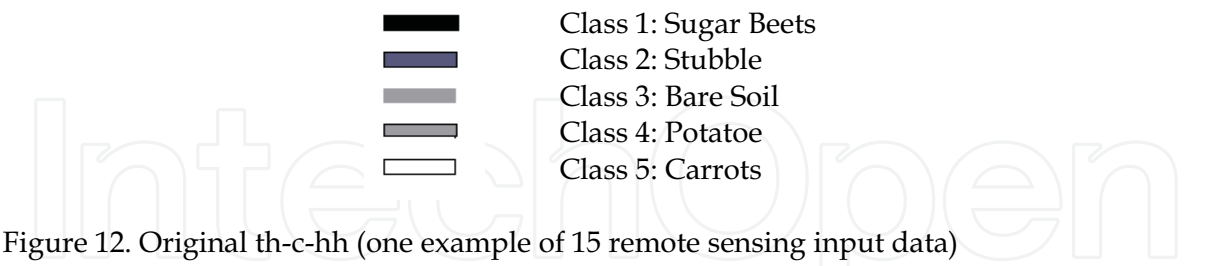 Class 1: Sugar Beets
Class 2: Stubble
Class 3: Bare Soil
Class 4: Potatoe
Class 5: Carrots
IntechOpen
Figure 12. Original th-c-hh (one example of 15 remote sensing input data)